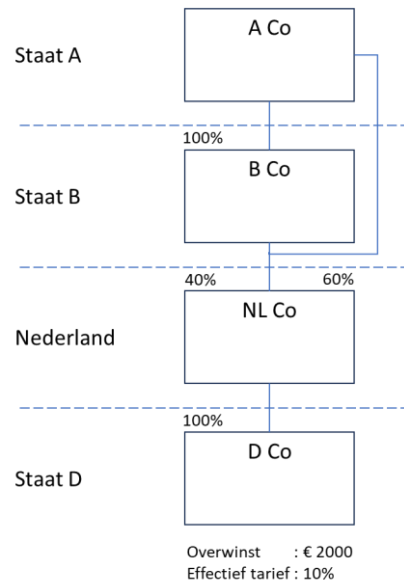 A Co
Staat A
100%
B Co
Staat B
40% 60%
NL Co
Nederland
100%
D Co
Staat D
Overwinst : € 2000
Effectief tarief : 10%